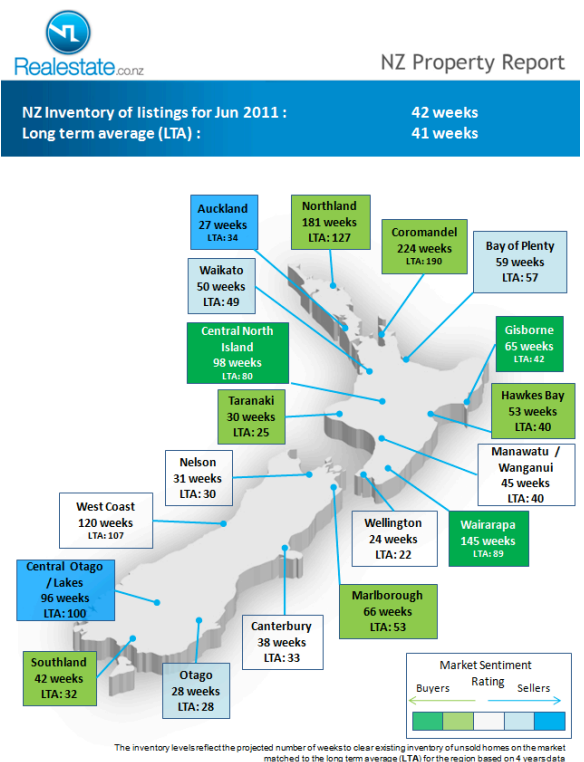 Realestate.co.nz
NZ Property Report
NZ Inventory of listings for Jun 2011 : 42 weeks
Long term average (LTA) : 41 weeks
Auckland
27 weeks
LTA: 34
Northland
181 weeks
LTA: 127
Coromandel
224 weeks
LTA: 190
Bay of Plenty
59 weeks
LTA: 57
Waikato
50 weeks
LTA: 49
Central North
Island
98 weeks
LTA: 80
Gisborne
65 weeks
LTA: 42
Taranaki
30 weeks
LTA: 25
Hawkes Bay
53 weeks
LTA: 40
Manawatu /
Wanganui
45 weeks
LTA: 40
Nelson
31 weeks
LTA: 30
West Coast
120 weeks
LTA: 107
Wellington
24 weeks
LTA: 22
Wairarapa
145 weeks
LTA: 89
Central Otago
/ Lakes
96 weeks
LTA: 100
Marlborough
66 weeks
LTA: 53
Canterbury
38 weeks
LTA: 33
Southland
42 weeks
LTA: 32
Otago
28 weeks
LTA: 28
Market Sentiment
Rating
Buyers Sellers
The inventory levels reflect the projected number of weeks to clear existing inventory of unsold homes on the market
matched to the long term average (LTA) for the region based on 4 years data